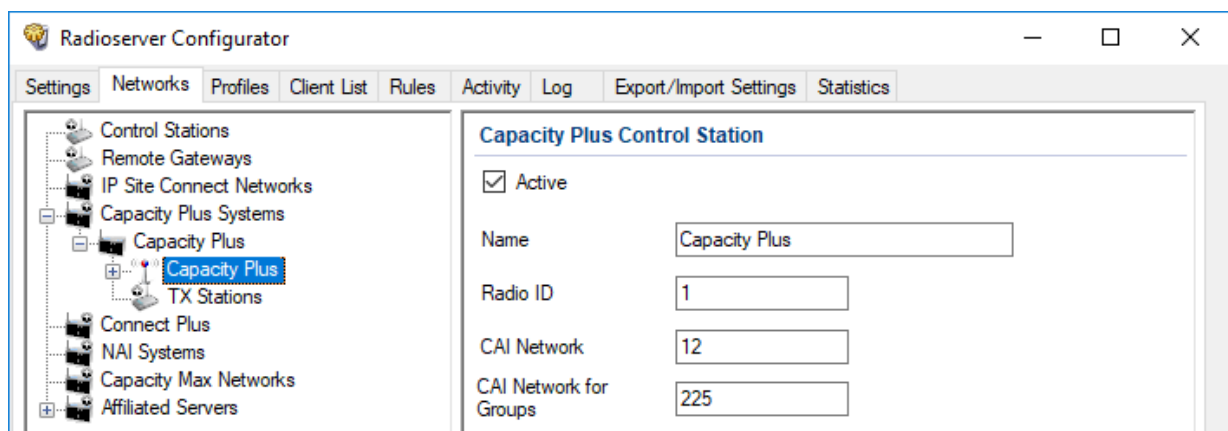 Radioserver Configurator
Settings Networks Profiles Client List Rules Activity Log Export/Import Settings Statistics
Control Stations
Remote Gateways
IP Site Connect Networks
Capacity Plus Systems
Capacity Plus
Capacity Plus
TX Stations
Connect Plus
NAI Systems
Capacity Max Networks
Affiliated Servers
Capacity Plus Control Station
Active
Name Capacity Plus
Radio ID 1
CAI Network 12
CAI Network for
Groups 225